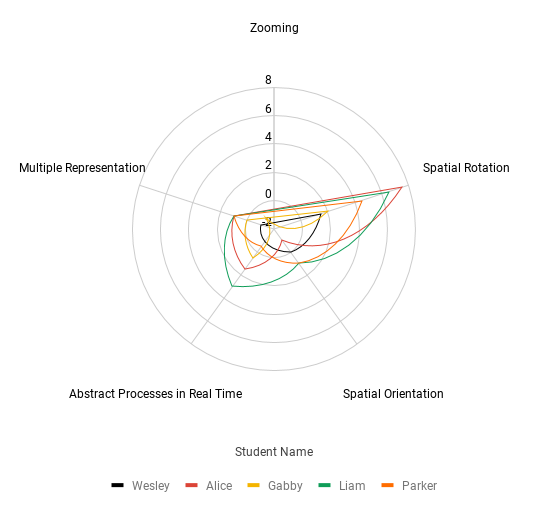 Zooming
8
6
4
2
0
-2
Multiple Representation
Spatial Rotation
Abstract Processes in Real Time
Spatial Orientation
Student Name
Wesley Alice Gabby Liam Parker